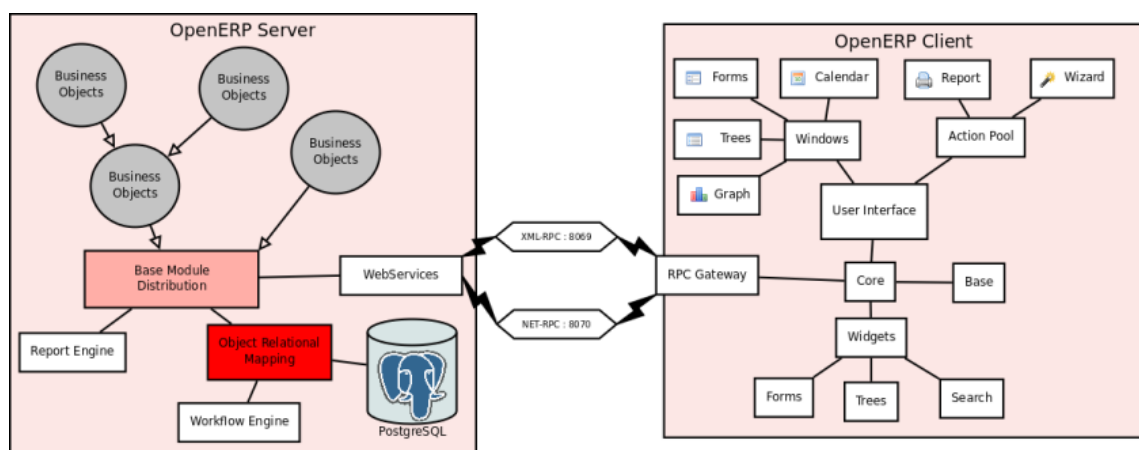 OpenERP Server
Business
Objects
Business
Objects
Business
Objects
Business
Objects
Base Module
Distribution
WebServices
Report Engine
Object Relational
Mapping
Workflow Engine
PostgreSQL
XML-RPC : 8069
NET-RPC : 8070
OpenERP Client
Forms
Calendar
Report
Wizard
Trees
Windows
Action Pool
Graph
User Interface
RPC Gateway
Core
Base
Widgets
Forms
Trees
Search